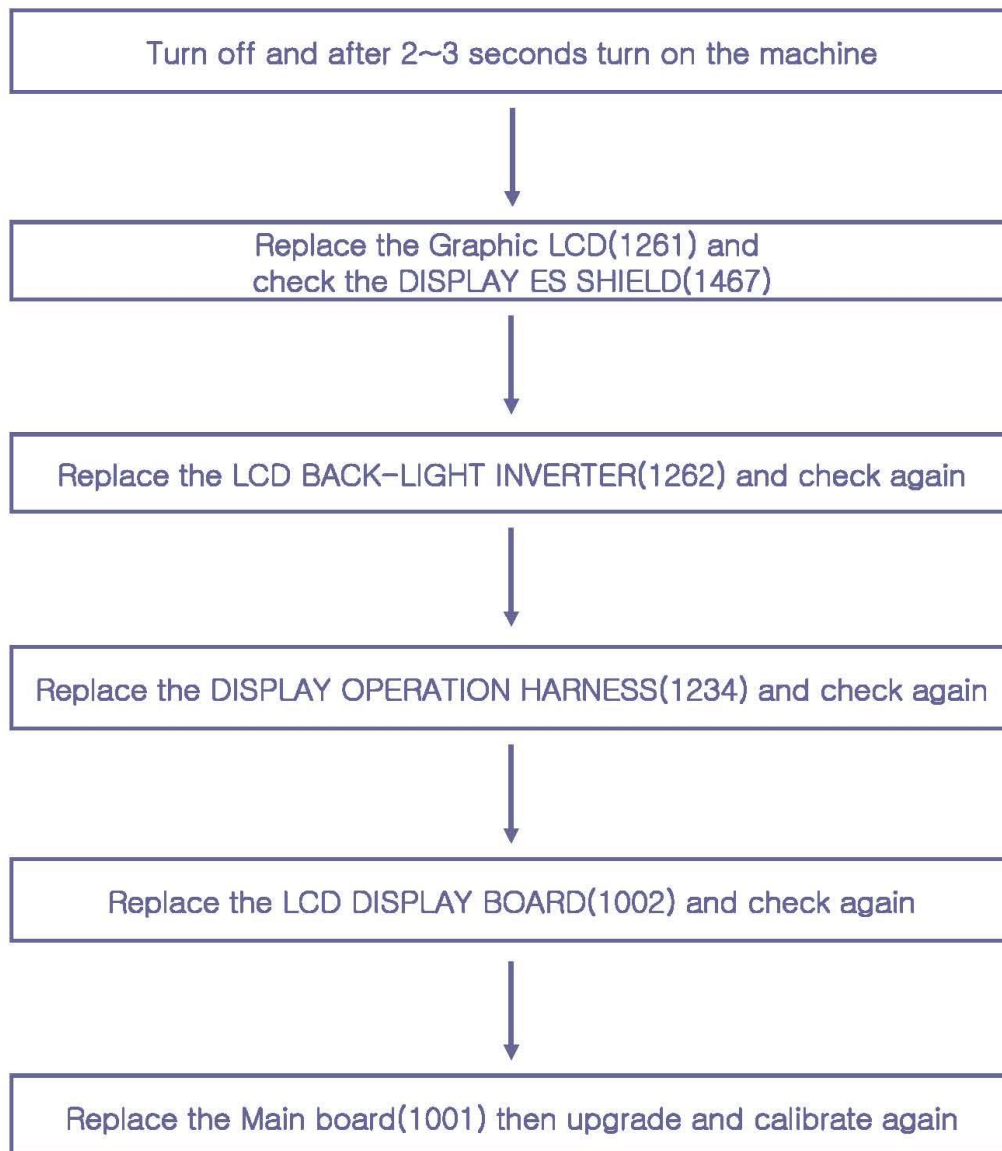 Turn off and after 2~3 seconds turn on the machine
Replace the Graphic LCD(1261) and
check the DISPLAY ES SHIELD(1467)
Replace the LCD BACK-LIGHT INVERTER(1262) and check again
Replace the DISPLAY OPERATION HARNESS(1234) and check again
Replace the LCD DISPLAY BOARD(1002) and check again
Replace the Main board(1001) then upgrade and calibrate again